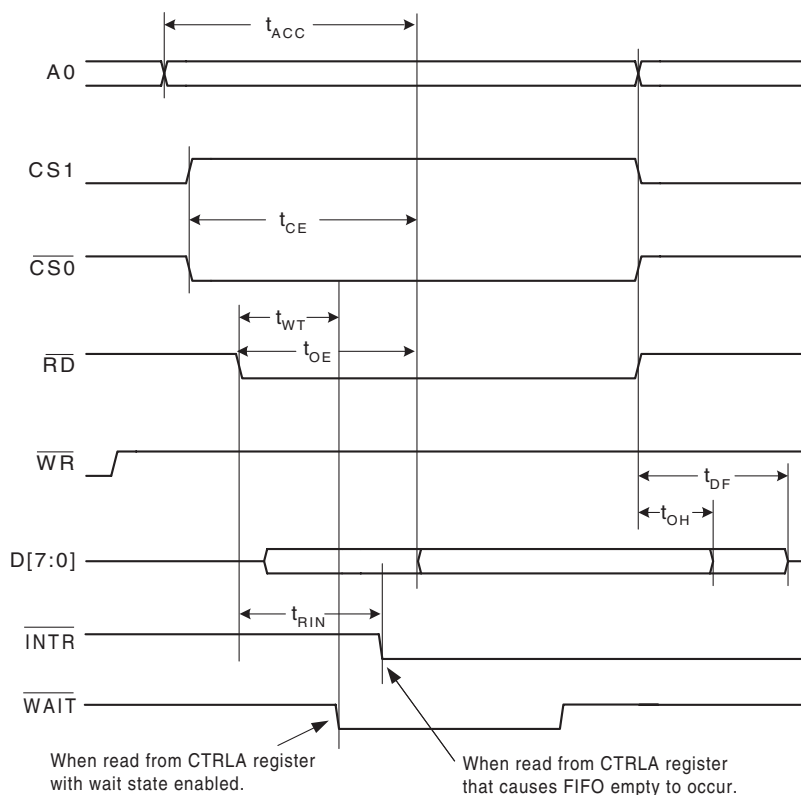 tACC
A0
CS1
tCE
CS0
tWT
tOE
RD
WR
tDF
tOH
D[7:0]
tRIN
INTR
WAIT
When read from CTRLA register
with wait state enabled.
When read from CTRLA register
that causes FIFO empty to occur.